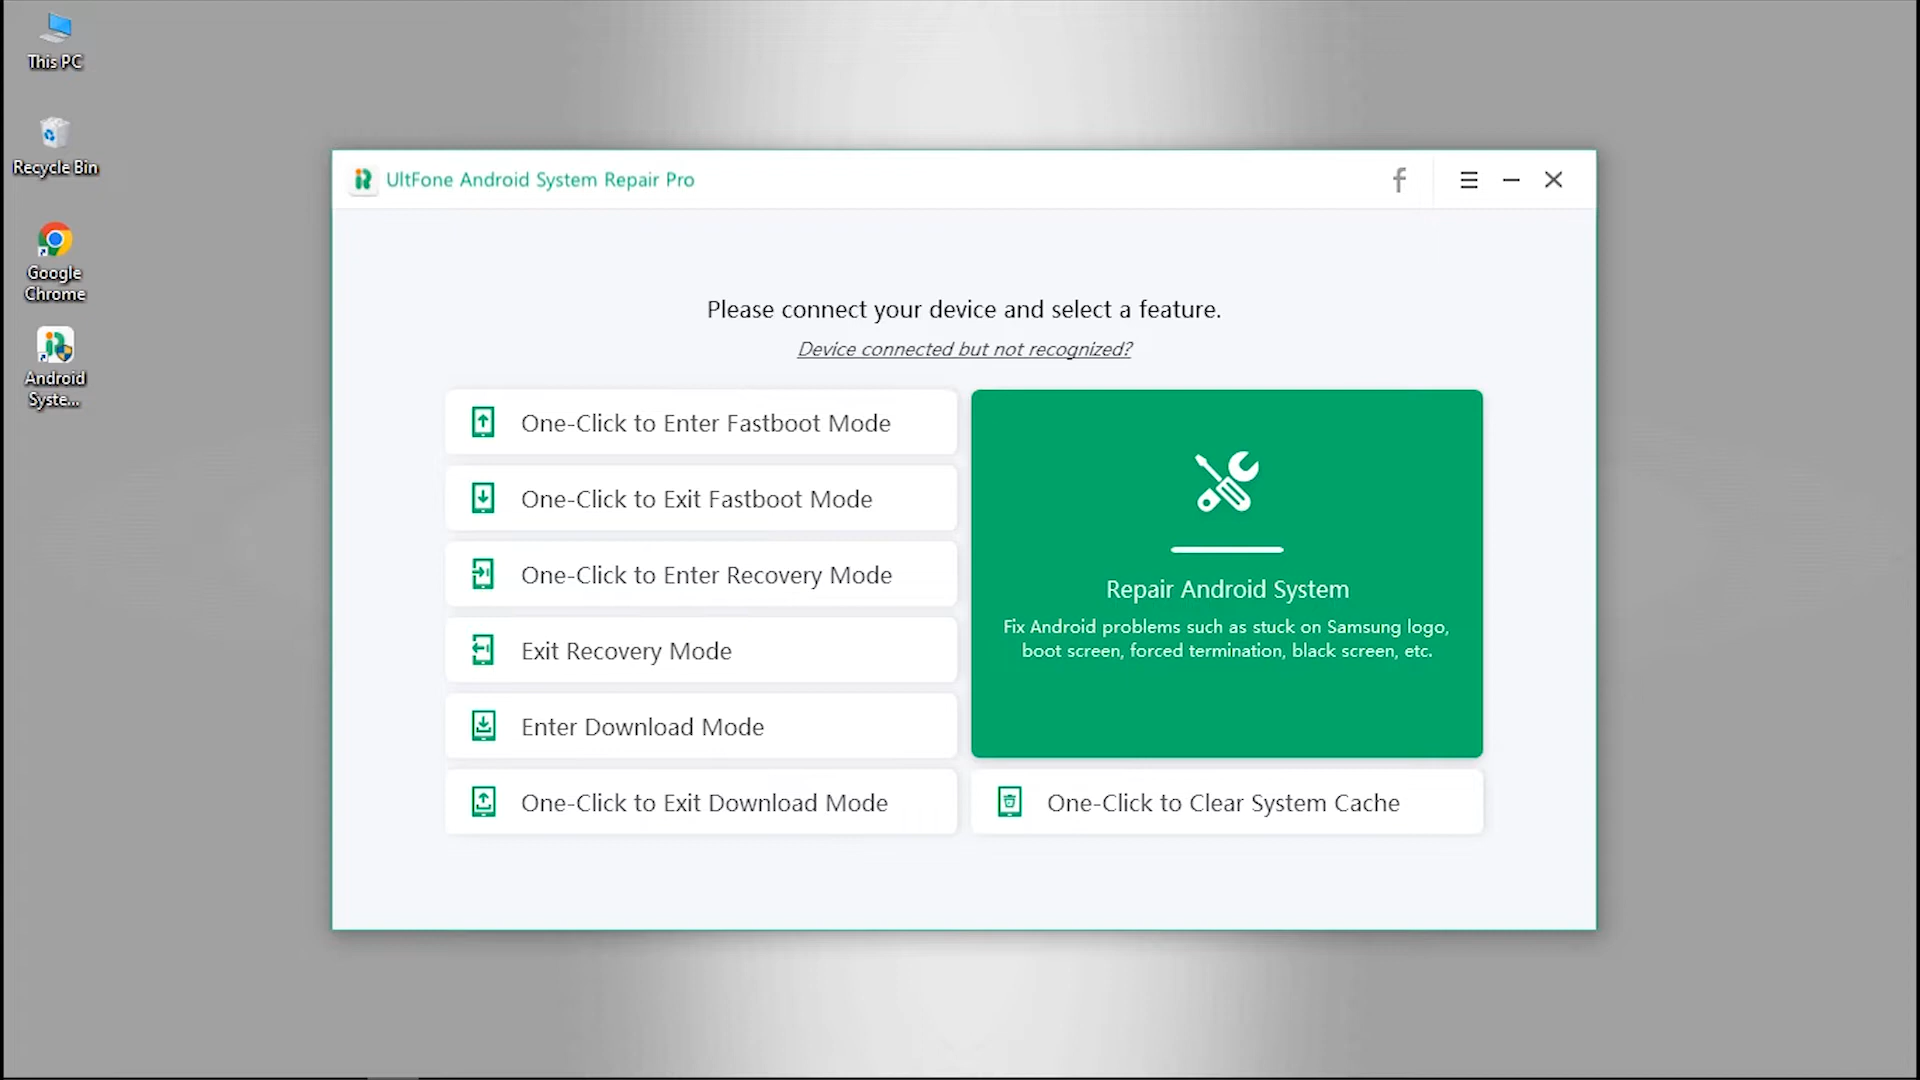 This PC
Recycle Bin
Google
Chrome
Android
Syste...
UltFone Android System Repair Pro
Please connect your device and select a feature.
Device connected but not recognized?
One-Click to Enter Fastboot Mode
One-Click to Exit Fastboot Mode
One-Click to Enter Recovery Mode
Exit Recovery Mode
Enter Download Mode
One-Click to Exit Download Mode
Repair Android System
Fix Android problems such as stuck on Samsung logo,
boot screen, forced termination, black screen, etc.
One-Click to Clear System Cache